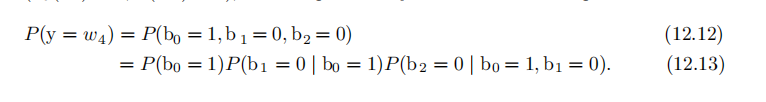 P(y = w₄) = P(b₀ = 1, b₁ = 0, b₂ = 0) (12.12)
= P(b₀ = 1)P(b₁ = 0 | b₀ = 1)P(b₂ = 0 | b₀ = 1, b₁ = 0). (12.13)